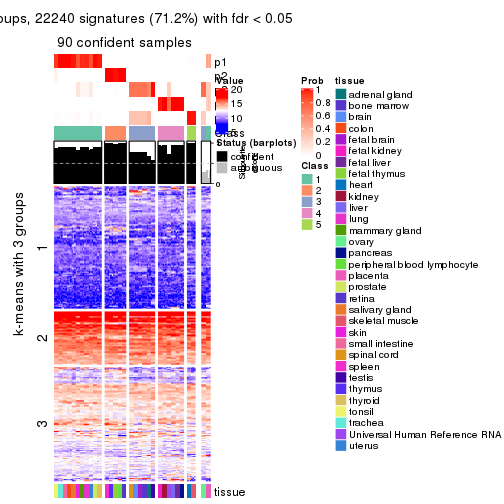 oups, 22240 signatures (71.2%) with fdr < 0.05
90 confident samples
p1
p2
Value
20
15
10
5
Class
Status (barplots)
confident
ambiguous
0
Prob
1
0.8
0.6
0.4
0.2
0
Class
1
2
3
4
5
tissue
adrenal gland
bone marrow
brain
colon
fetal brain
fetal kidney
fetal liver
fetal thymus
heart
kidney
liver
lung
mammary gland
ovary
pancreas
peripheral blood lymphocyte
placenta
prostate
retina
salivary gland
skeletal muscle
skin
small intestine
spinal cord
spleen
testis
thymus
thyroid
tonsil
trachea
Universal Human Reference RNA
uterus
k-means with 3 groups
1
2
3
tissue